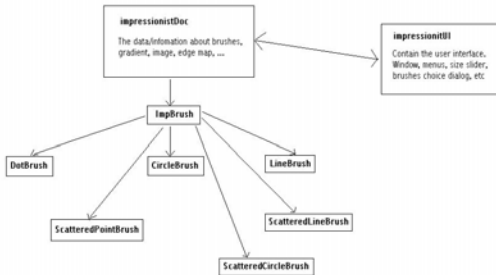 impressionistDoc
The data/infomation about brushes,
gradient, image, edge map, ...
impressionitUI
Contain the user interface.
Window, menus, size slider,
brushes choice dialog, etc
ImpBrush
DotBrush
CircleBrush
LineBrush
ScatteredPointBrush
ScatteredLineBrush
ScatteredCircleBrush